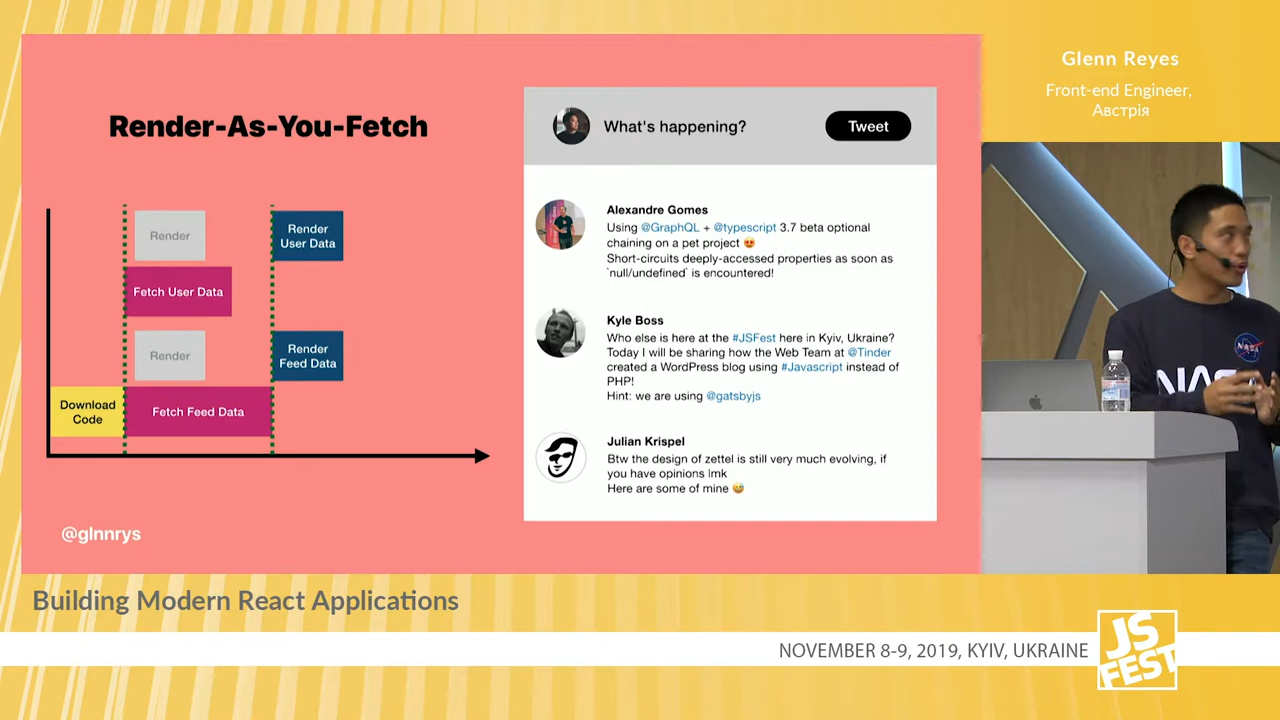 Render-As-You-Fetch
Render
Render
User Data
Fetch User Data
Render
Render
Feed Data
Download
Code
Fetch Feed Data
@glnnrys
What's happening?
Tweet
Alexandre Gomes
Using @GraphQL + @typescript 3.7 beta optional
chaining on a pet project 😍
Short-circuits deeply-accessed properties as soon as
`null/undefined` is encountered!
Kyle Boss
Who else is here at the #JSFest here in Kyiv, Ukraine?
Today I will be sharing how the Web Team at @Tinder
created a WordPress blog using #Javascript instead of
PHP!
Hint: we are using @gatsbyjs
Julian Krispel
Btw the design of zettel is still very much evolving, if
you have opinions lmk
Here are some of mine 😅
Glenn Reyes
Front-end Engineer,
Австрія
NASA
NASA
Building Modern React Applications
NOVEMBER 8-9, 2019, KYIV, UKRAINE
JS
FEST